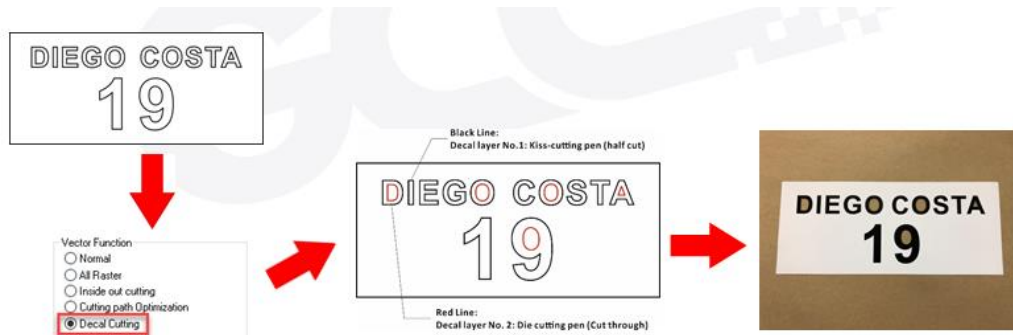 GCC
DIEGO COSTA
19
Vector Function
Normal
All Raster
Inside out cutting
Cutting path Optimization
Decal Cutting
Black Line:
Decal layer No.1: Kiss-cutting pen (half cut)
DIEGO COSTA
19
Red Line:
Decal layer No. 2: Die cutting pen (Cut through)
DIEGO COSTA
19